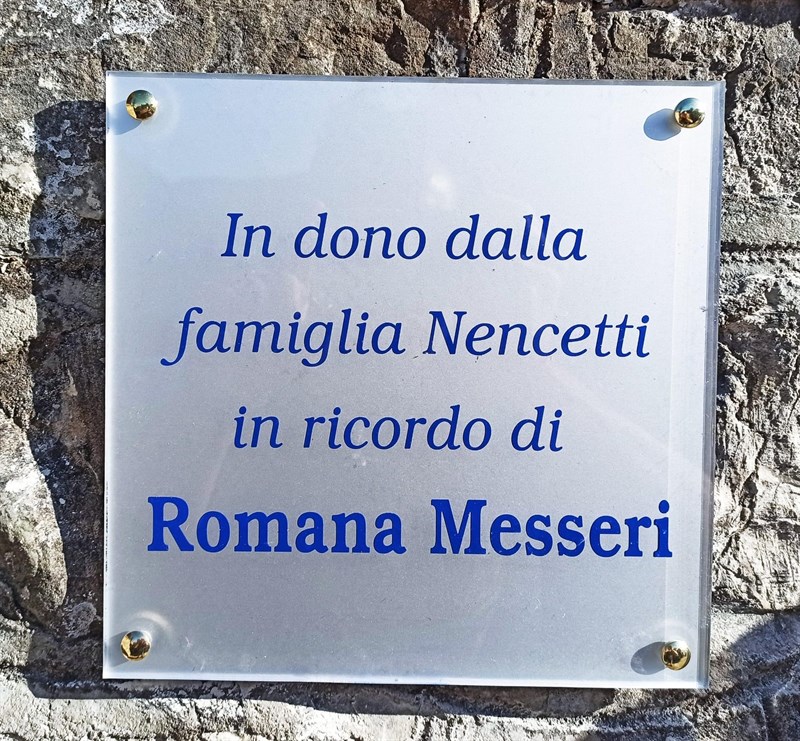 In dono dalla
famiglia Nencetti
in ricordo di
Romana Messeri